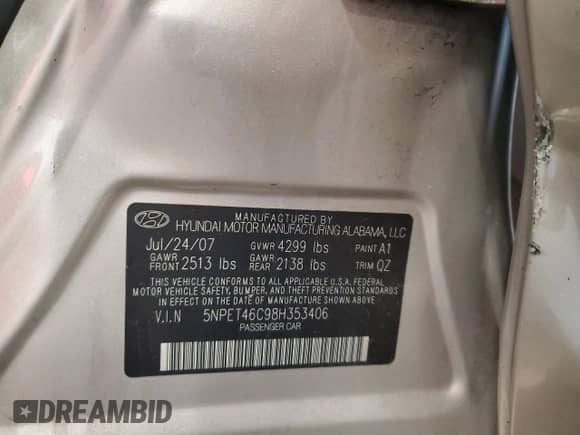 MANUFACTURED BY
HYUNDAI MOTOR MANUFACTURING ALABAMA, LLC
Jul/24/07 GVWR 4299 lbs PAINT A1
GAWR FRONT 2513 lbs GAWR REAR 2138 lbs TRIM QZ
THIS VEHICLE CONFORMS TO ALL APPLICABLE U.S.A. FEDERAL
MOTOR VEHICLE SAFETY, BUMPER, AND THEFT PREVENTION STANDARDS
IN EFFECT ON THE DATE OF MANUFACTURE SHOWN ABOVE.
V.I.N 5NPET46C98H353406
PASSENGER CAR
DREAMBID